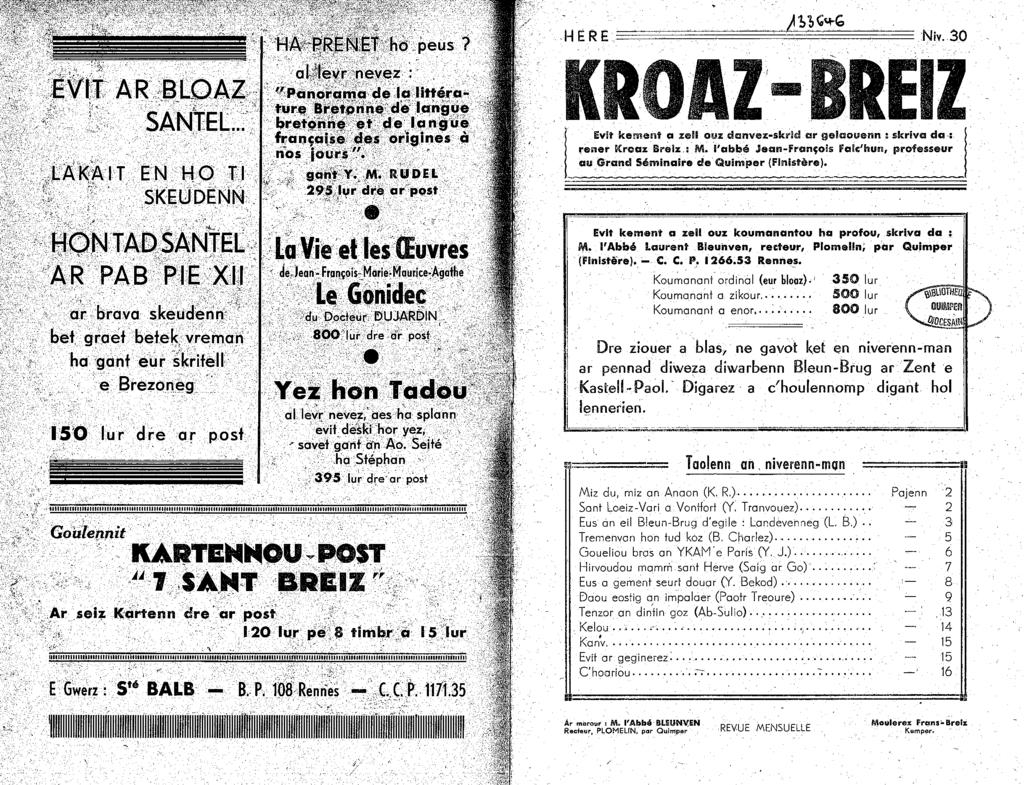 EVIT AR BLOAZ
SANTEL...
LAKAIT EN HO TI
SKEUDENN
HON TAD SANTEL
AR PAB PIE XII
ar brava skeudenn
bet graet betek vreman
ha gant eur skritell
e Brezoneg
150 lur dre ar post
HA PRENET ho peus ?
al levr nevez :
"Panorama de la littéra-
ture Bretonne de langue
bretonne et de langue
française des origines à
nos jours".
gant Y. M. RUDEL
295 lur dre ar post
La Vie et les Œuvres
de Jean-François-Marie-Maurice-Agathe
Le Gonidec
du Docteur DUJARDIN
800 lur dre ar post
Yez hon Tadou
al levr nevez, aes ha splann
evit deski hor yez,
savet gant an Ao. Seité
ha Stéphan
395 lur dre ar post
Goulennit
KARTENNOU-POST
"7 SANT BREIZ"
Ar seiz Kartenn dre ar post
120 lur pe 8 timbr a 15 lur
E Gwerz : Sté BALB — B. P. 108 Rennes — C. C. P. 1171.35
133646
HERE Niv. 30
KROAZ-BREIZ
Evit kement a zell ouz danvez-skrid ar gelaouenn : skriva da :
rener Kroaz Breiz : M. l'abbé Jean-François Falc'hun, professeur
au Grand Séminaire de Quimper (Finistère).
Evit kement a zell ouz koumanantou ha profou, skriva da :
M. l'Abbé Laurent Bleunven, recteur, Plomelin, par Quimper
(Finistère). — C. C. P. 1266.53 Rennes.
Koumanant ordinal (eur bloaz). 350 lur
Koumanant a zikour......... 500 lur
Koumanant a enor.......... 800 lur
BIBLIOTHEQUE
QUIMPER
DIOCESAINE
Dre ziouer a blas, ne gavot ket en niverenn-man
ar pennad diweza diwarbenn Bleun-Brug ar Zent e
Kastell-Paol. Digarez a c'houlennomp digant hol
lennerien.
Taolenn an niverenn-man
Miz du, miz an Anaon (K. R.)...................... Pajenn 2
Sant Loeiz-Vari a Vontfort (Y. Tranvouez)............ — 2
Eus an eil Bleun-Brug d'egile : Landévenneg (L. B.) .. — 3
Tremenvan hon tud koz (B. Charlez)................ — 5
Goueliou bras an YKAM e Paris (Y. J.)............. — 6
Hirvoudou mamm sant Herve (Saig ar Go).......... — 7
Eus a gement seurt douar (Y. Bekod)............... — 8
Daou eostig an impalaer (Paotr Treoure) ............ — 9
Tenzor an dintin goz (Ab-Sulio).................... — 13
Kelou.......................................... — 14
Kanv.......................................... — 15
Evit ar geginerez................................. — 15
C'hoariou...................................... — 16
Ar merour : M. l'Abbé BLEUNVEN
Recteur, PLOMELIN, par Quimper
REVUE MENSUELLE
Moulerez Frans-Breiz
Kemper.